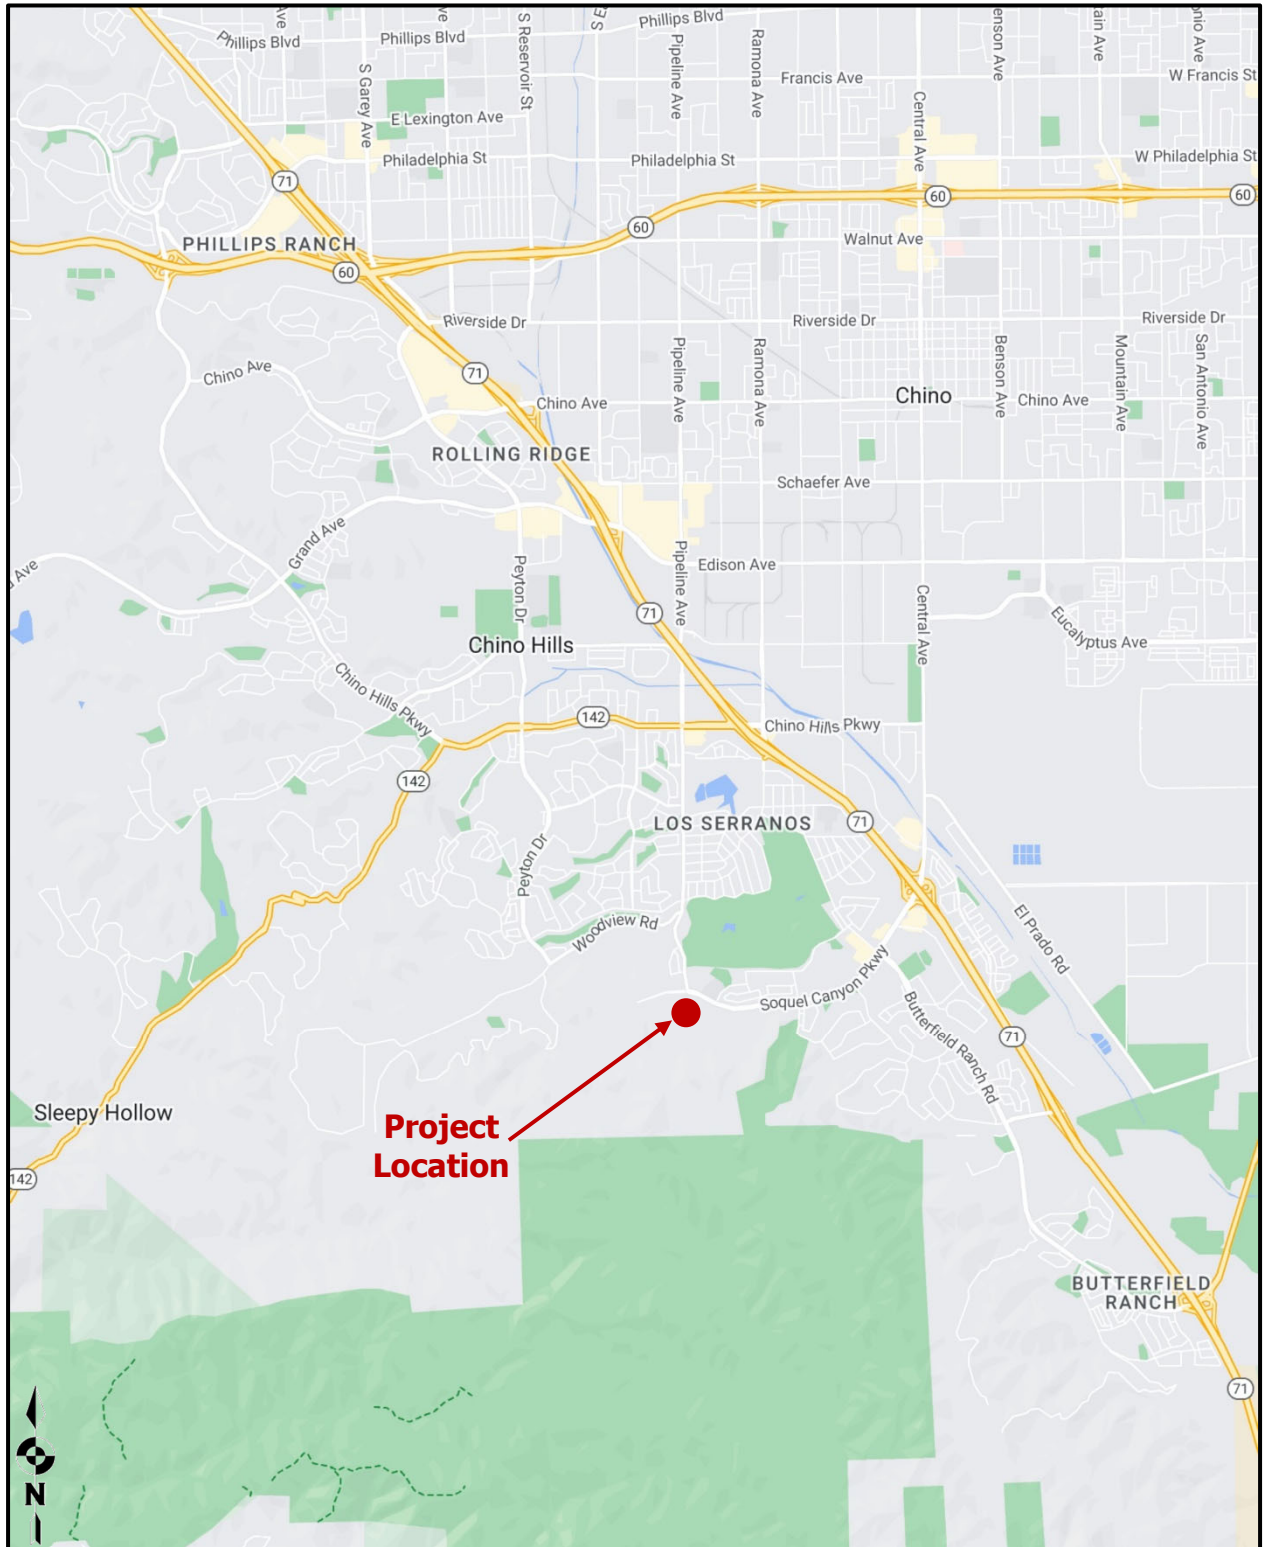 Phillips Blvd
Phillips Blvd
Phillips Blvd
S Garey Ave
S Reservoir St
Pipeline Ave
Ramona Ave
Francis Ave
Central Ave
W Francis St
E Lexington Ave
Philadelphia St
Philadelphia St
W Philadelphia St
71
60
60
60
60
PHILLIPS RANCH
Walnut Ave
Riverside Dr
Riverside Dr
Riverside Dr
Chino Ave
71
Chino Ave
Pipeline Ave
Ramona Ave
Chino
Benson Ave
Chino Ave
Mountain Ave
San Antonio Ave
ROLLING RIDGE
Schaefer Ave
Grand Ave
Ave
Peyton Dr
Pipeline Ave
Edison Ave
Central Ave
Eucalyptus Ave
71
Chino Hills
Chino Hills Pkwy
142
Chino Hills Pkwy
142
LOS SERRANOS
71
Peyton Dr
Woodview Rd
El Prado Rd
Soquel Canyon Pkwy
Butterfield Ranch Rd
71
Sleepy Hollow
Project
Location
142
BUTTERFIELD
RANCH
71
N